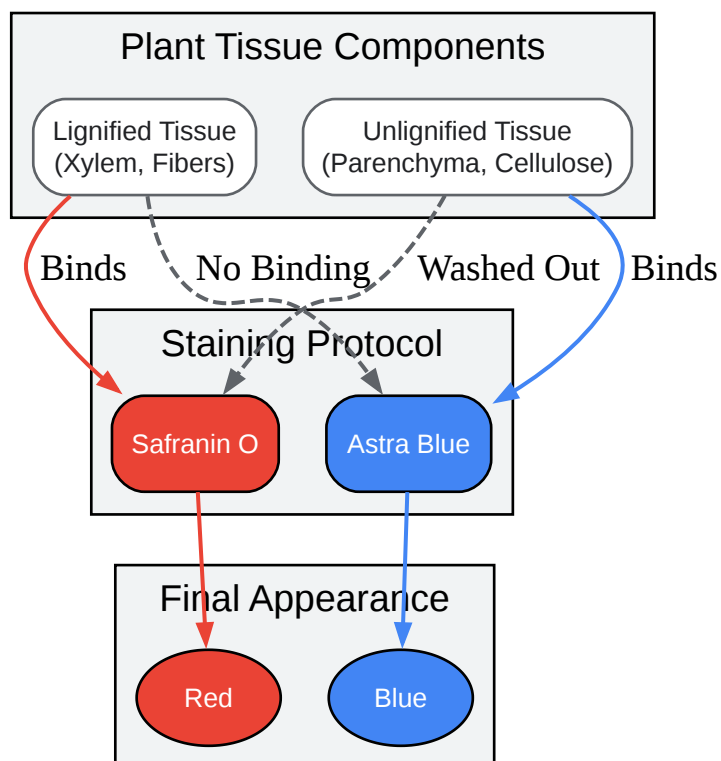 Plant Tissue Components
Lignified Tissue
(Xylem, Fibers)
Unlignified Tissue
(Parenchyma, Cellulose)
Binds
No Binding
Washed Out
Binds
Staining Protocol
Safranin O
Astra Blue
Final Appearance
Red
Blue